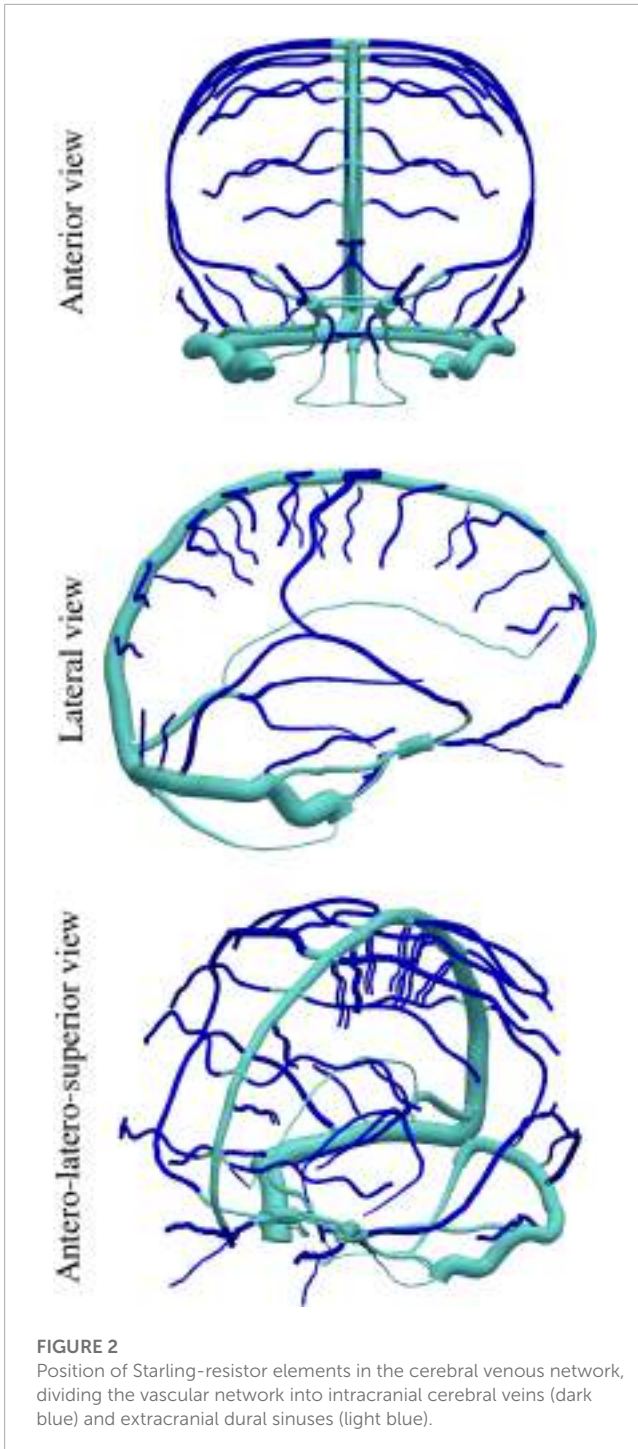 Anterior view
Lateral view
Antero-latero-superior view
FIGURE 2
Position of Starling-resistor elements in the cerebral venous network,
dividing the vascular network into intracranial cerebral veins (dark
blue) and extracranial dural sinuses (light blue).